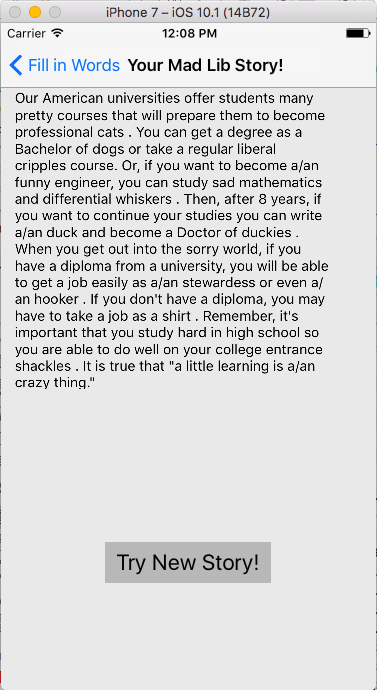 iPhone 7 – iOS 10.1 (14B72)
Carrier 12:08 PM
Fill in Words Your Mad Lib Story!
Our American universities offer students many
pretty courses that will prepare them to become
professional cats . You can get a degree as a
Bachelor of dogs or take a regular liberal
cripples course. Or, if you want to become a/an
funny engineer, you can study sad mathematics
and differential whiskers . Then, after 8 years, if
you want to continue your studies you can write
a/an duck and become a Doctor of duckies .
When you get out into the sorry world, if you
have a diploma from a university, you will be able
to get a job easily as a/an stewardess or even a/
an hooker . If you don't have a diploma, you may
have to take a job as a shirt . Remember, it's
important that you study hard in high school so
you are able to do well on your college entrance
shackles . It is true that "a little learning is a/an
crazy thing."
Try New Story!